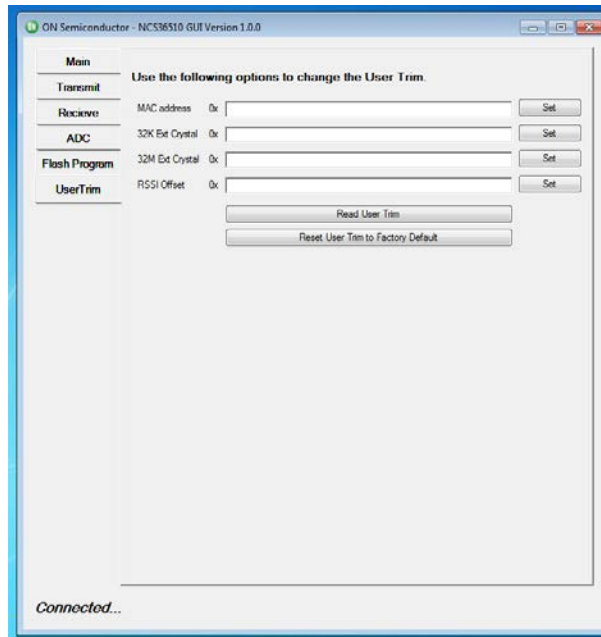 ON Semiconductor - NCS36510 GUI Version 1.0.0
Main
Transmit
Recieve
ADC
Flash Program
UserTrim
Use the following options to change the User Trim.
MAC address 0x Set
32K Ext Crystal 0x Set
32M Ext Crystal 0x Set
RSSI Offset 0x Set
Read User Trim
Reset User Trim to Factory Default
Connected...